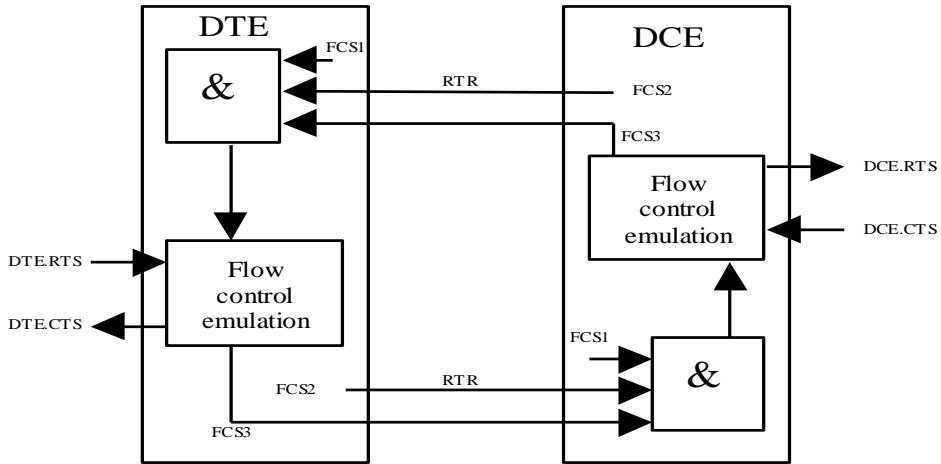 DTE
DCE
FCS1
&
RTR
FCS2
FCS3
Flow
control
emulation
DCE.RTS
DCE.CTS
DTE.RTS
Flow
control
emulation
DTE.CTS
FCS1
&
FCS2
RTR
FCS3